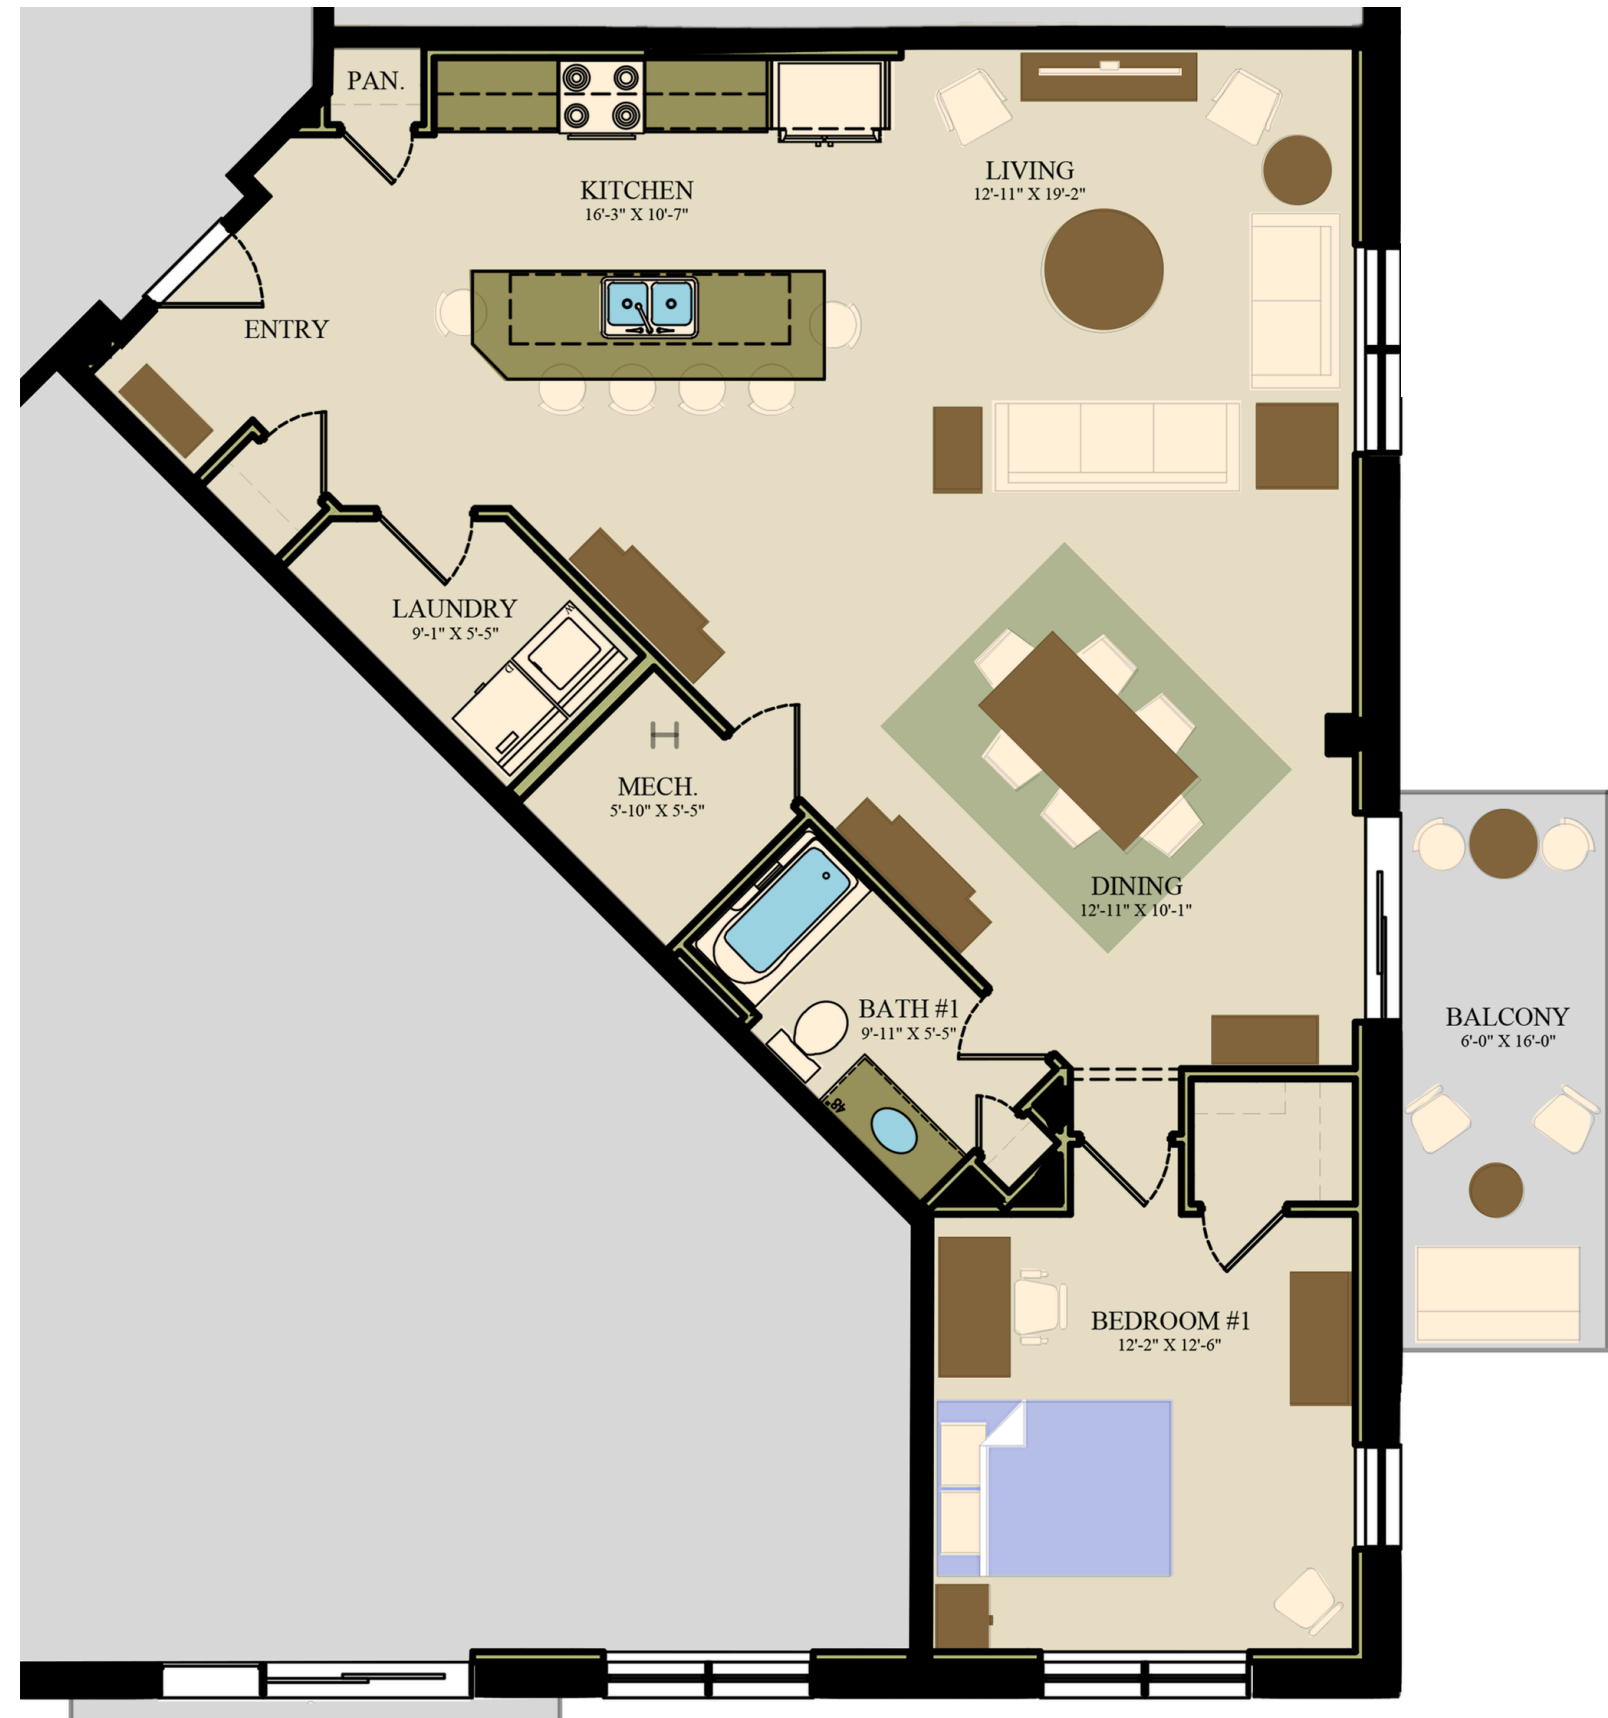 PAN.
KITCHEN
16'-3" X 10'-7"
LIVING
12'-11" X 19'-2"
ENTRY
LAUNDRY
9'-1" X 5'-5"
W
D
MECH.
5'-10" X 5'-5"
DINING
12'-11" X 10'-1"
BATH #1
9'-11" X 5'-5"
48"
BALCONY
6'-0" X 16'-0"
BEDROOM #1
12'-2" X 12'-6"